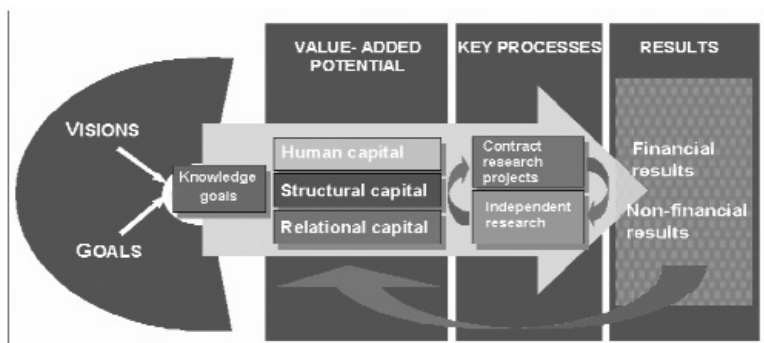 VALUE- ADDED
POTENTIAL
KEY PROCESSES
RESULTS
VISIONS
GOALS
Knowledge
goals
Human capital
Structural capital
Relational capital
Contract
research
projects
Independent
research
Financial
results
Non-financial
results